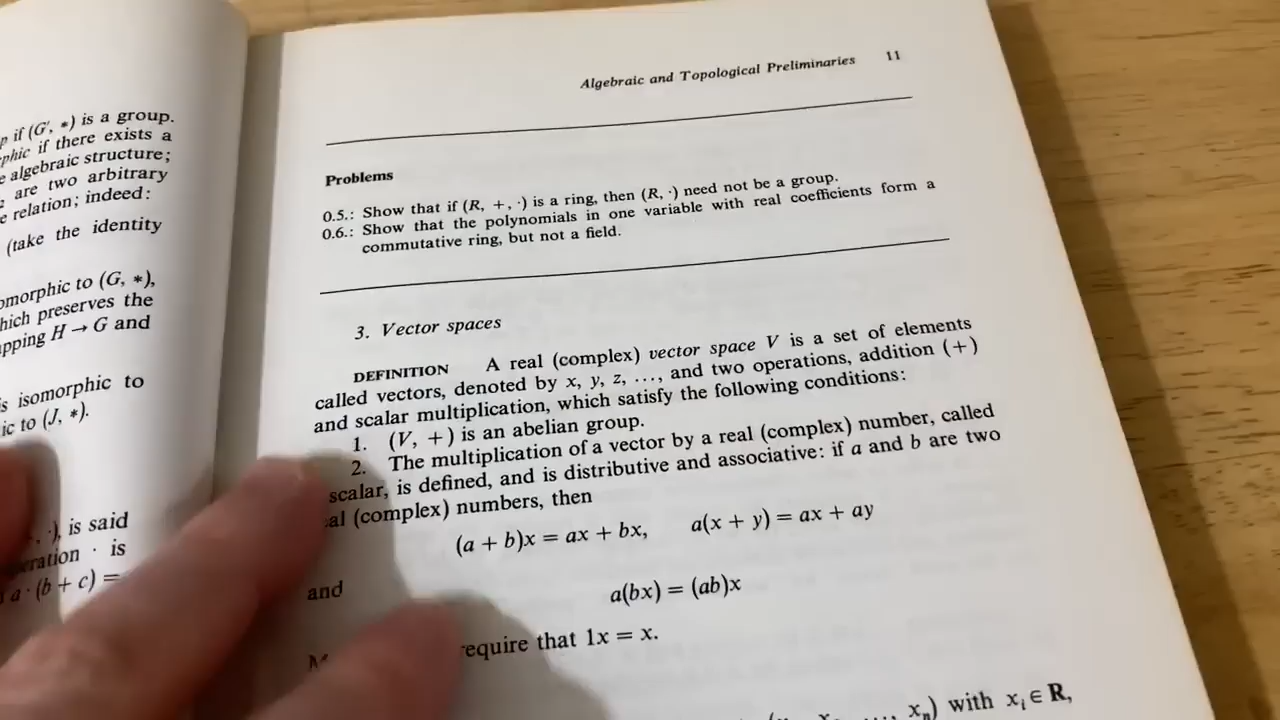 p if (G', *) is a group.
phic if there exists a
algebraic structure;
are two arbitrary
e relation; indeed:
(take the identity
omorphic to (G, *),
hich preserves the
apping H → G and
s isomorphic to
ic to (J, *).
, ·), is said
eration · is
a · (b + c) =
Algebraic and Topological Preliminaries 11
Problems
0.5.: Show that if (R, +, ·) is a ring, then (R, ·) need not be a group.
0.6.: Show that the polynomials in one variable with real coefficients form a
commutative ring, but not a field.
3. Vector spaces
DEFINITION A real (complex) vector space V is a set of elements
called vectors, denoted by x, y, z, ..., and two operations, addition (+)
and scalar multiplication, which satisfy the following conditions:
1. (V, +) is an abelian group.
2. The multiplication of a vector by a real (complex) number, called
scalar, is defined, and is distributive and associative: if a and b are two
al (complex) numbers, then
(a + b)x = ax + bx, a(x + y) = ax + ay
and
a(bx) = (ab)x
equire that 1x = x.
..., xₙ) with xᵢ ∈ R,